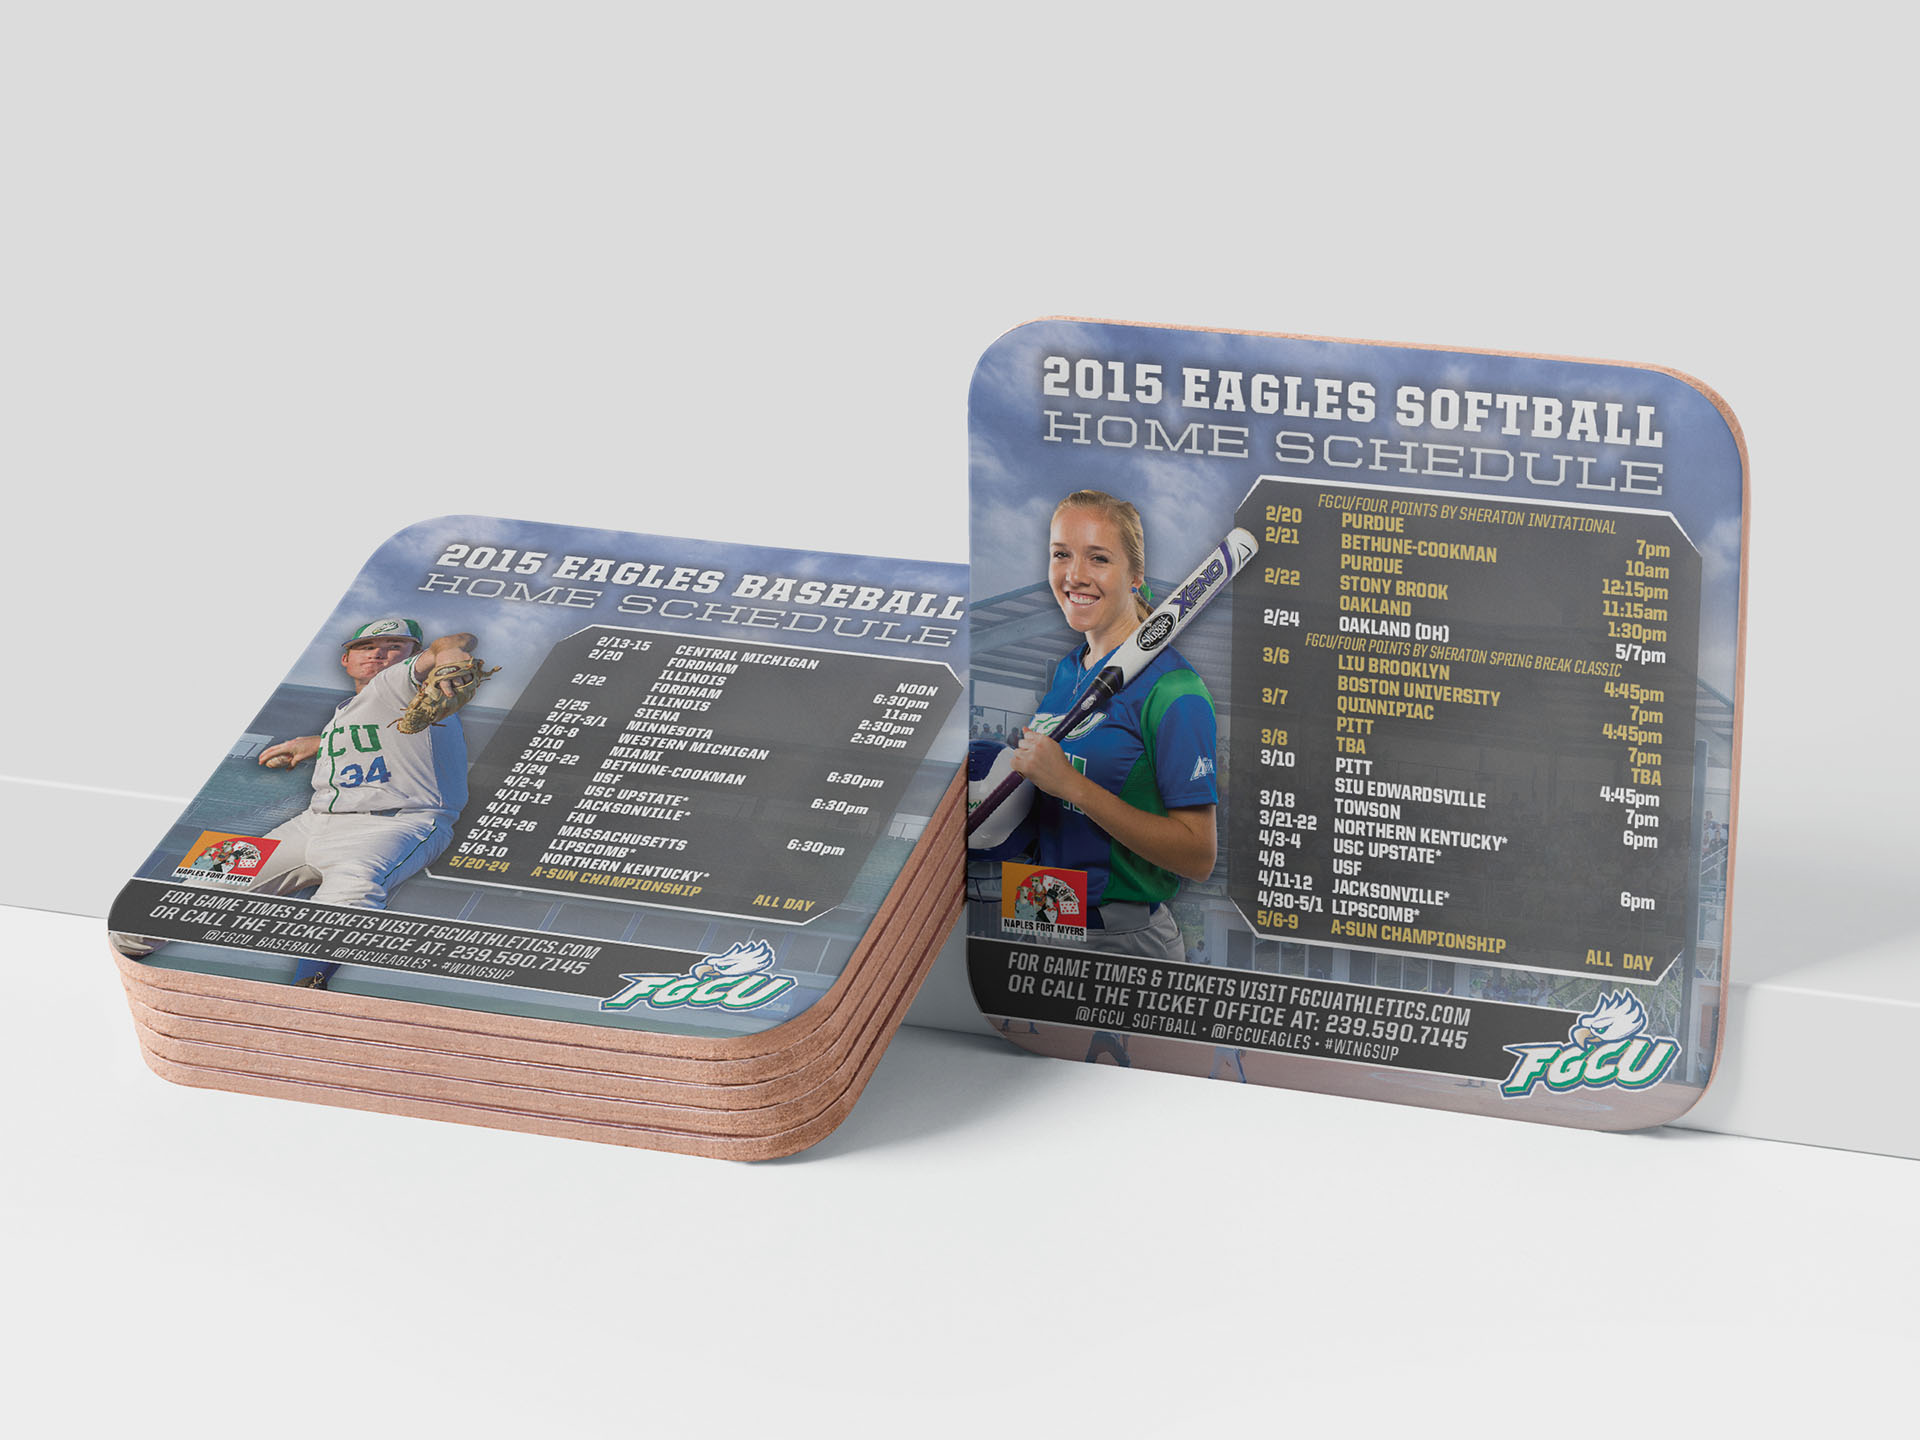 2015 EAGLES BASEBALL
HOME SCHEDULE
2/13-15 CENTRAL MICHIGAN
2/20 FORDHAM NOON
ILLINOIS 6:30pm
2/22 FORDHAM 11am
ILLINOIS 2:30pm
2/25 SIENA 2:30pm
2/27-3/1 MINNESOTA
3/6-8 WESTERN MICHIGAN
3/10 MIAMI 6:30pm
3/20-22 BETHUNE-COOKMAN
3/24 USF 6:30pm
4/2-4 USC UPSTATE*
4/10-12 JACKSONVILLE*
4/14 FAU 6:30pm
4/24-26 MASSACHUSETTS
5/1-3 LIPSCOMB*
5/8-10 NORTHERN KENTUCKY*
5/20-24 A-SUN CHAMPIONSHIP ALL DAY
GCU
34
NAPLES FORT MYERS
FOR GAME TIMES & TICKETS VISIT FGCUATHLETICS.COM
OR CALL THE TICKET OFFICE AT: 239.590.7145
@FGCU_BASEBALL • @FGCUEAGLES • #WINGSUP
FGCU
2015 EAGLES SOFTBALL
HOME SCHEDULE
FGCU/FOUR POINTS BY SHERATON INVITATIONAL
2/20 PURDUE 7pm
2/21 BETHUNE-COOKMAN 10am
PURDUE 12:15pm
2/22 STONY BROOK 11:15am
OAKLAND 1:30pm
2/24 OAKLAND (DH) 5/7pm
FGCU/FOUR POINTS BY SHERATON SPRING BREAK CLASSIC
3/6 LIU BROOKLYN 4:45pm
BOSTON UNIVERSITY 7pm
3/7 QUINNIPIAC 4:45pm
PITT 7pm
3/8 TBA TBA
3/10 PITT 4:45pm
SIU EDWARDSVILLE 7pm
3/18 TOWSON 6pm
3/21-22 NORTHERN KENTUCKY*
4/3-4 USC UPSTATE*
4/8 USF 6pm
4/11-12 JACKSONVILLE*
4/30-5/1 LIPSCOMB*
5/6-9 A-SUN CHAMPIONSHIP ALL DAY
XENO
Slugger
NAPLES FORT MYERS
FOR GAME TIMES & TICKETS VISIT FGCUATHLETICS.COM
OR CALL THE TICKET OFFICE AT: 239.590.7145
@FGCU_SOFTBALL • @FGCUEAGLES • #WINGSUP
FGCU